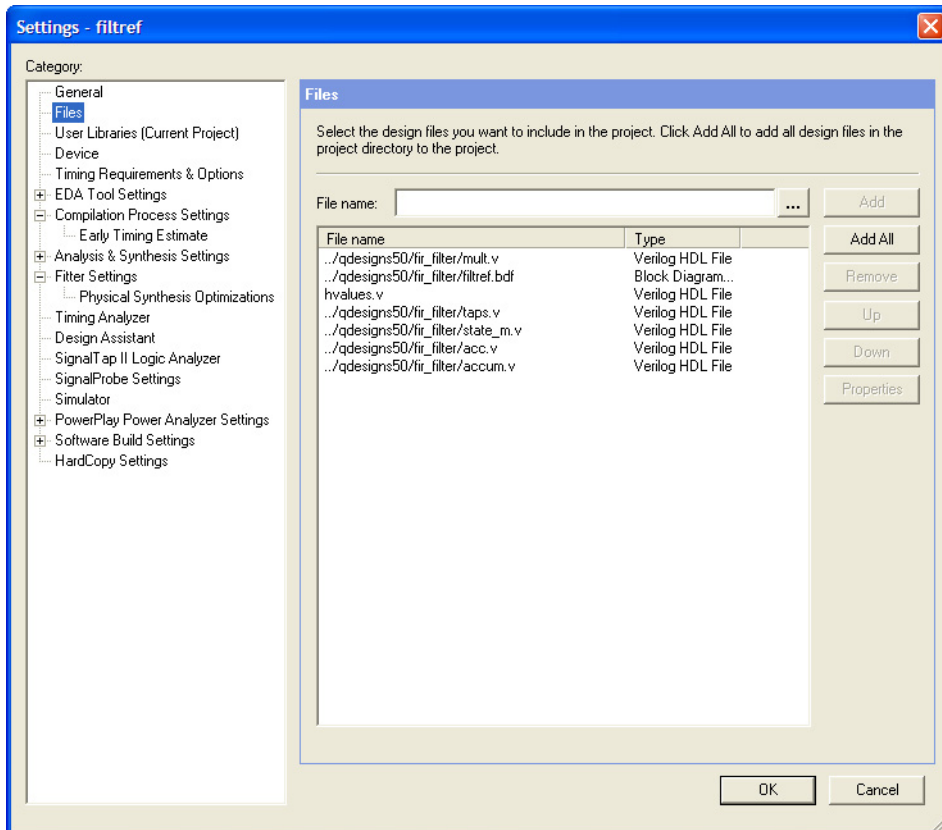 Settings - filtref
Category:
General
Files
User Libraries (Current Project)
Device
Timing Requirements & Options
EDA Tool Settings
Compilation Process Settings
Early Timing Estimate
Analysis & Synthesis Settings
Fitter Settings
Physical Synthesis Optimizations
Timing Analyzer
Design Assistant
SignalTap II Logic Analyzer
SignalProbe Settings
Simulator
PowerPlay Power Analyzer Settings
Software Build Settings
HardCopy Settings
Files
Select the design files you want to include in the project. Click Add All to add all design files in the
project directory to the project.
File name: ... Add
File name Type Add All
../qdesigns50/fir_filter/mult.v Verilog HDL File
../qdesigns50/fir_filter/filtref.bdf Block Diagram... Remove
hvalues.v Verilog HDL File
../qdesigns50/fir_filter/taps.v Verilog HDL File Up
../qdesigns50/fir_filter/state_m.v Verilog HDL File
../qdesigns50/fir_filter/acc.v Verilog HDL File Down
../qdesigns50/fir_filter/accum.v Verilog HDL File
Properties
OK Cancel